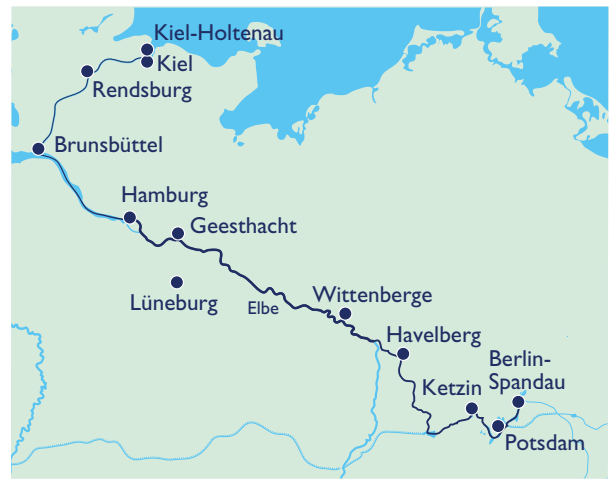 Kiel-Holtenau
Kiel
Rendsburg
Brunsbüttel
Hamburg
Geesthacht
Lüneburg
Elbe
Wittenberge
Havelberg
Berlin-
Spandau
Ketzin
Potsdam